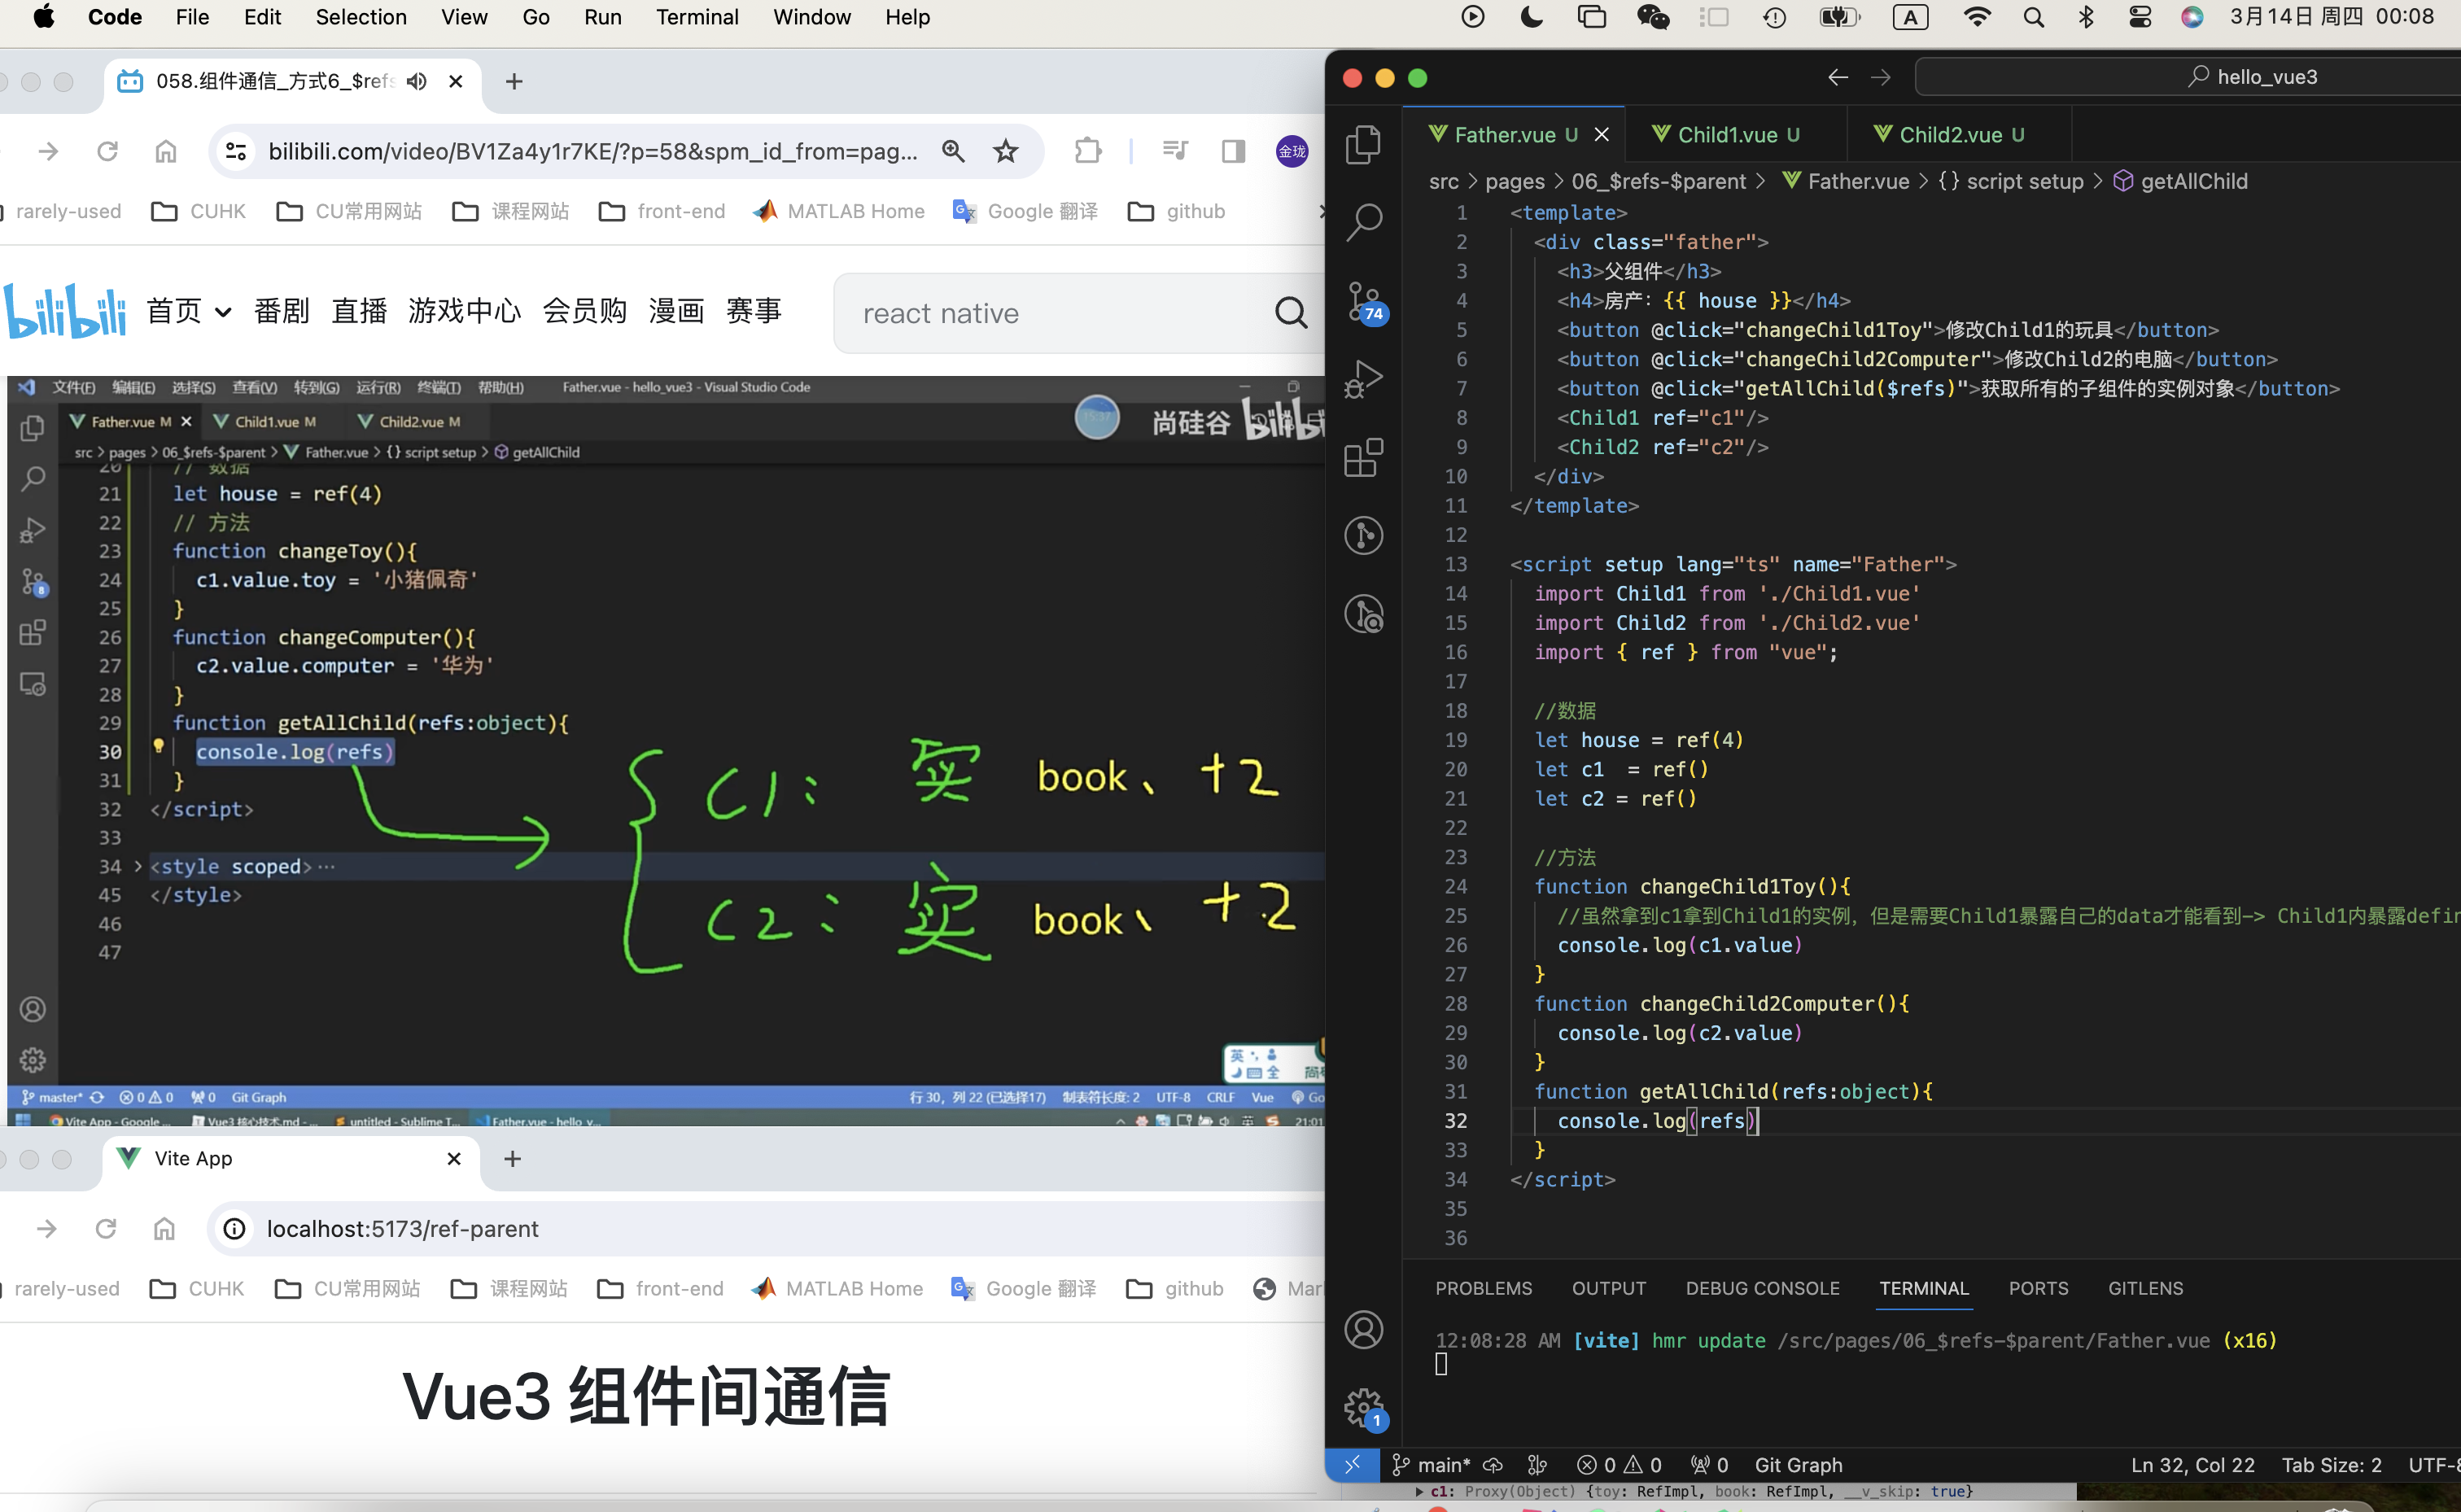 Code File Edit Selection View Go Run Terminal Window Help
A 3月14日 周四 00:08
058.组件通信_方式6_$refs
bilibili.com/video/BV1Za4y1r7KE/?p=58&spm_id_from=pag... 金珑
rarely-used CUHK CU常用网站 课程网站 front-end MATLAB Home Google 翻译 github
bilibili 首页 番剧 直播 游戏中心 会员购 漫画 赛事 react native
文件(F) 编辑(E) 选择(S) 查看(V) 转到(G) 运行(R) 终端(T) 帮助(H) Father.vue - hello_vue3 - Visual Studio Code
Father.vue M Child1.vue M Child2.vue M
15:37 尚硅谷 bilibi
src > pages > 06_$refs-$parent > Father.vue > {} script setup > getAllChild
20 // 数据
21 let house = ref(4)
22 // 方法
23 function changeToy(){
24 c1.value.toy = '小猪佩奇'
25 }
26 function changeComputer(){
27 c2.value.computer = '华为'
28 }
29 function getAllChild(refs:object){
30 console.log(refs)
31 }
32 </script>
33
34 <style scoped>···
45 </style>
46
47
C1: 实 book、 +2
C2: 实 book、 +2
8
英
全 简
master* 0 0 0 Git Graph 行 30，列 22 (已选择17) 制表符长度: 2 UTF-8 CRLF Vue Go
Vite App - Google ... Vue3 核心技术.md - ... untitled - Sublime T... Father.vue - hello_v... 英 21:01
Vite App
localhost:5173/ref-parent
rarely-used CUHK CU常用网站 课程网站 front-end MATLAB Home Google 翻译 github Mar
Vue3 组件间通信
hello_vue3
Father.vue U Child1.vue U Child2.vue U
src > pages > 06_$refs-$parent > Father.vue > {} script setup > getAllChild
74
1 <template>
2 <div class="father">
3 <h3>父组件</h3>
4 <h4>房产: {{ house }}</h4>
5 <button @click="changeChild1Toy">修改Child1的玩具</button>
6 <button @click="changeChild2Computer">修改Child2的电脑</button>
7 <button @click="getAllChild($refs)">获取所有的子组件的实例对象</button>
8 <Child1 ref="c1"/>
9 <Child2 ref="c2"/>
10 </div>
11 </template>
12
13 <script setup lang="ts" name="Father">
14 import Child1 from './Child1.vue'
15 import Child2 from './Child2.vue'
16 import { ref } from "vue";
17
18 //数据
19 let house = ref(4)
20 let c1  = ref()
21 let c2 = ref()
22
23 //方法
24 function changeChild1Toy(){
25 //虽然拿到c1拿到Child1的实例，但是需要Child1暴露自己的data才能看到-> Child1内暴露defin
26 console.log(c1.value)
27 }
28 function changeChild2Computer(){
29 console.log(c2.value)
30 }
31 function getAllChild(refs:object){
32 console.log(refs)
33 }
34 </script>
35
36
PROBLEMS OUTPUT DEBUG CONSOLE TERMINAL PORTS GITLENS
12:08:28 AM [vite] hmr update /src/pages/06_$refs-$parent/Father.vue (x16)
1
main* 0 0 0 Git Graph Ln 32, Col 22 Tab Size: 2 UTF-8
c1: Proxy(Object) {toy: RefImpl, book: RefImpl, __v_skip: true}